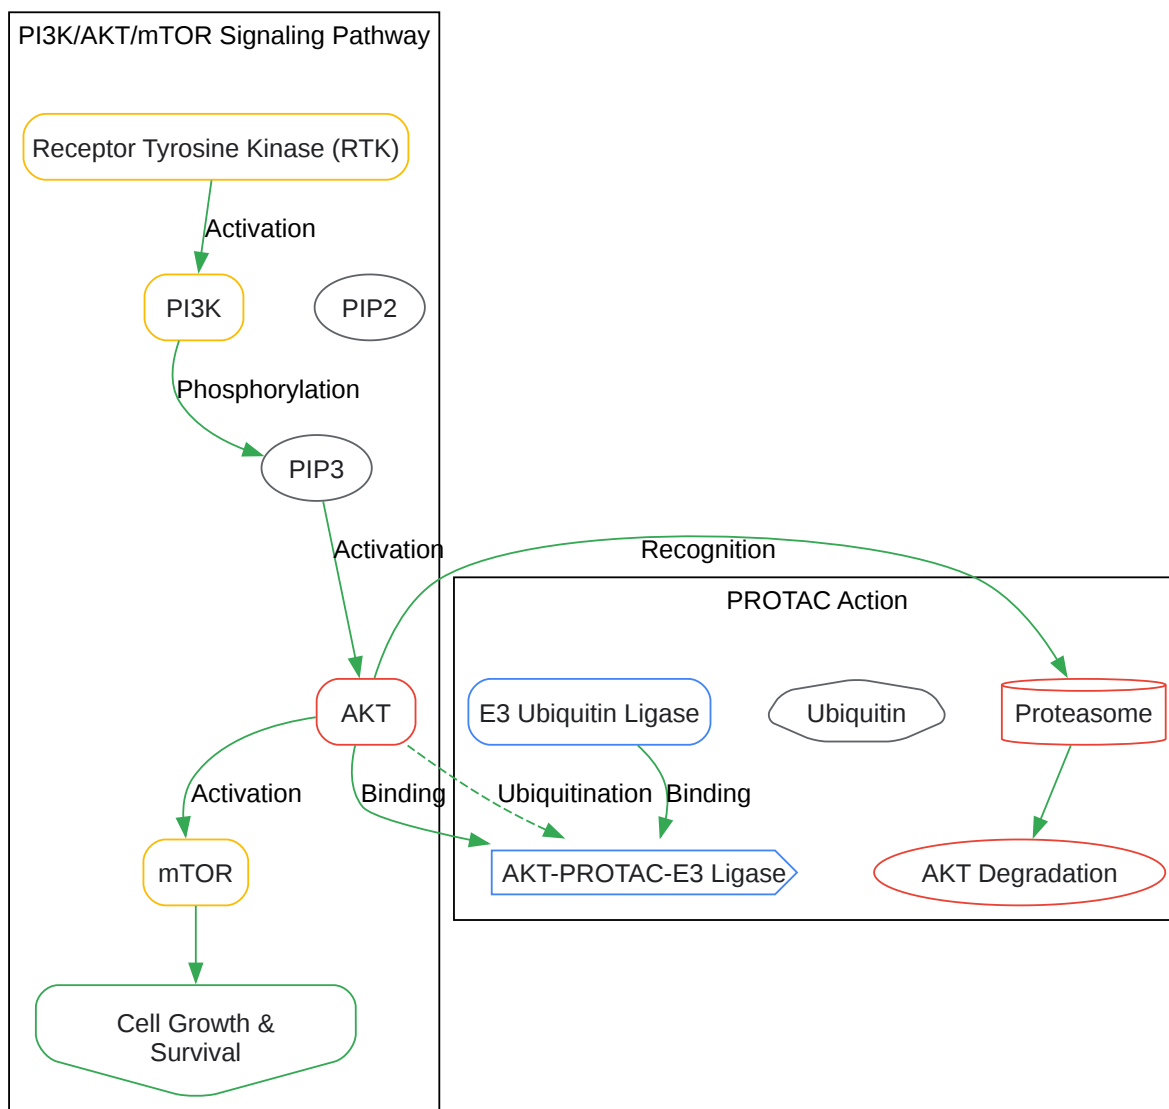 PI3K/AKT/mTOR Signaling Pathway
Receptor Tyrosine Kinase (RTK)
Activation
PI3K
PIP2
Phosphorylation
PIP3
Activation
Recognition
PROTAC Action
AKT
E3 Ubiquitin Ligase
Ubiquitin
Proteasome
Activation
Binding
Ubiquitination
Binding
mTOR
AKT-PROTAC-E3 Ligase
AKT Degradation
Cell Growth &
Survival